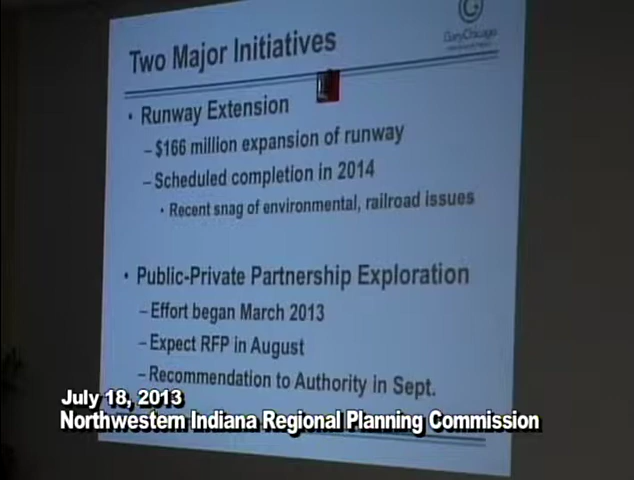 Two Major Initiatives
GaryChicago
• Runway Extension
– $166 million expansion of runway
– Scheduled completion in 2014
• Recent snag of environmental, railroad issues
• Public-Private Partnership Exploration
– Effort began March 2013
– Expect RFP in August
– Recommendation to Authority in Sept.
July 18, 2013
Northwestern Indiana Regional Planning Commission